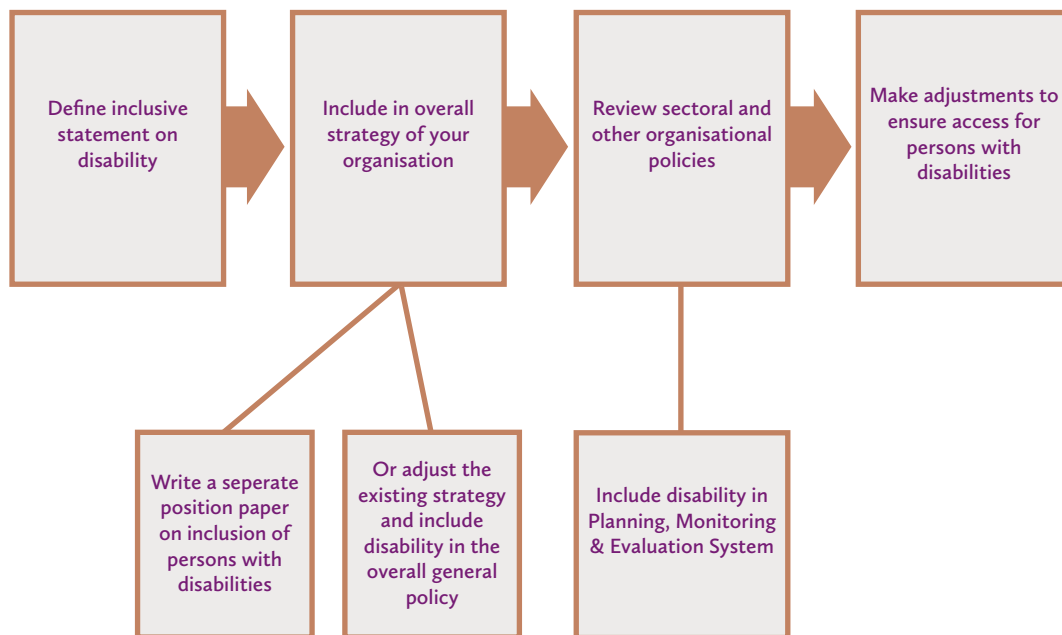 Define inclusive
statement on
disability
Include in overall
strategy of your
organisation
Review sectoral and
other organisational
policies
Make adjustments to
ensure access for
persons with
disabilities
Write a seperate
position paper
on inclusion of
persons with
disabilities
Or adjust the
existing strategy
and include
disability in the
overall general
policy
Include disability in
Planning, Monitoring
& Evaluation System